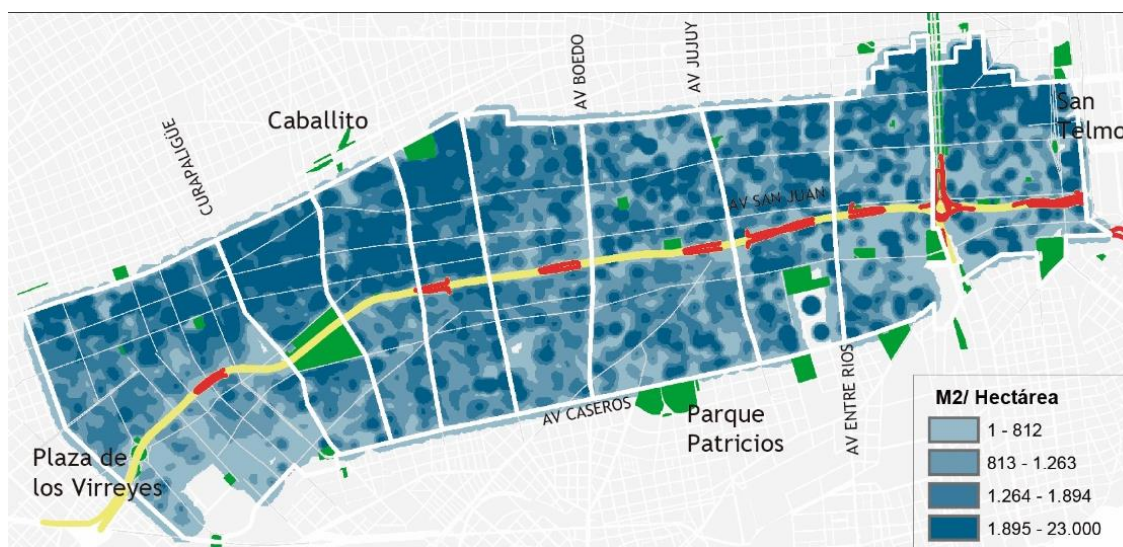 CURAPALIGÜE
Caballito
AV BOEDO
AV JUJUY
San
Telmo
AV SAN JUAN
Plaza de
los Virreyes
AV CASEROS
Parque
Patricios
AV ENTRE RIOS
M2/ Hectárea
1 - 812
813 - 1.263
1.264 - 1.894
1.895 - 23.000